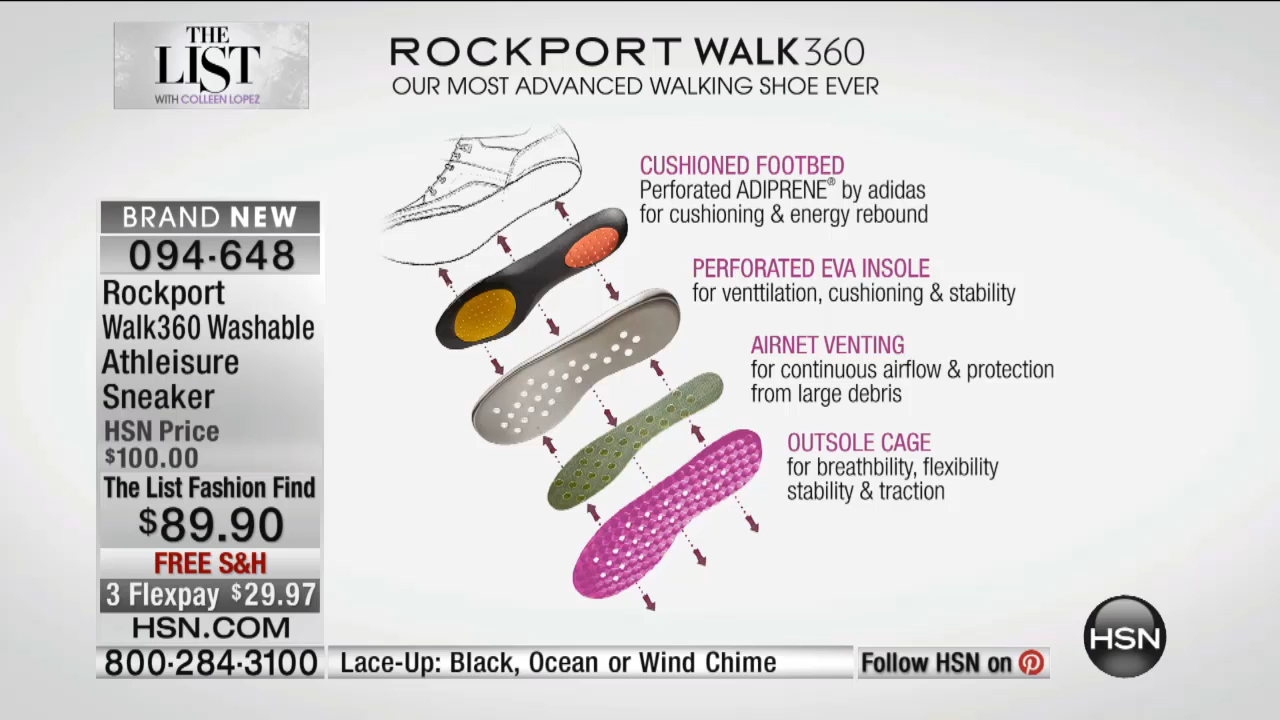 THE
LIST
WITH COLLEEN LOPEZ
ROCKPORT WALK360
OUR MOST ADVANCED WALKING SHOE EVER
CUSHIONED FOOTBED
Perforated ADIPRENE® by adidas
for cushioning & energy rebound
PERFORATED EVA INSOLE
for venttilation, cushioning & stability
AIRNET VENTING
for continuous airflow & protection
from large debris
OUTSOLE CAGE
for breathbility, flexibility
stability & traction
BRAND NEW
094-648
Rockport
Walk360 Washable
Athleisure
Sneaker
HSN Price
$100.00
The List Fashion Find
$89.90
FREE S&H
3 Flexpay $29.97
HSN.COM
800-284-3100
Lace-Up: Black, Ocean or Wind Chime
Follow HSN on
HSN